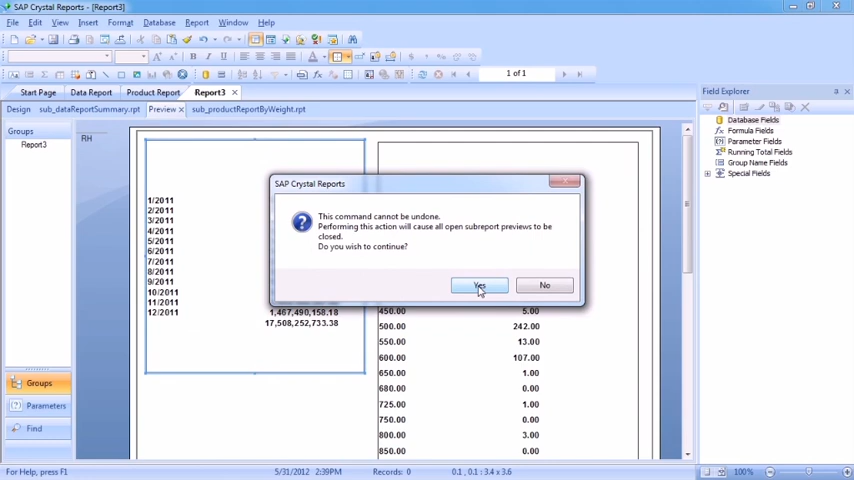 SAP Crystal Reports - [Report3]
File Edit View Insert Format Database Report Window Help
1 of 1
Start Page Data Report Product Report Report3
Design sub_dataReportSummary.rpt Preview sub_productReportByWeight.rpt
Groups
Report3
RH
1/2011
2/2011
3/2011
4/2011
5/2011
6/2011
7/2011
8/2011
9/2011
10/2011
11/2011
12/2011 1,467,490,158.18
17,508,252,733.38
SAP Crystal Reports
This command cannot be undone.
Performing this action will cause all open subreport previews to be
closed.
Do you wish to continue?
Yes No
450.00 5.00
500.00 242.00
550.00 13.00
600.00 107.00
650.00 1.00
680.00 0.00
725.00 1.00
750.00 0.00
800.00 3.00
850.00 0.00
Field Explorer
Database Fields
Formula Fields
Parameter Fields
Running Total Fields
Group Name Fields
Special Fields
Groups
Parameters
Find
For Help, press F1 5/31/2012 2:39PM Records: 0 0.1 , 0.1 : 3.4 x 3.6 100%